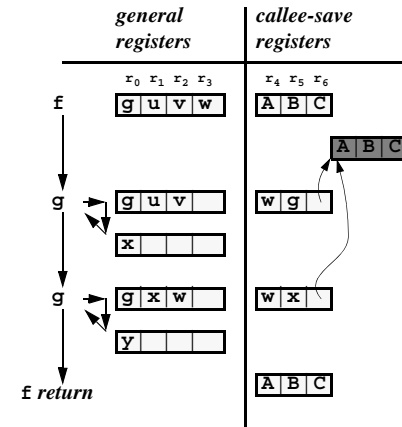 general callee-save
registers registers
r0 r1 r2 r3 r4 r5 r6
f g u v w A B C
A B C
g g u v w g
x
g g x w w x
y
A B C
f return